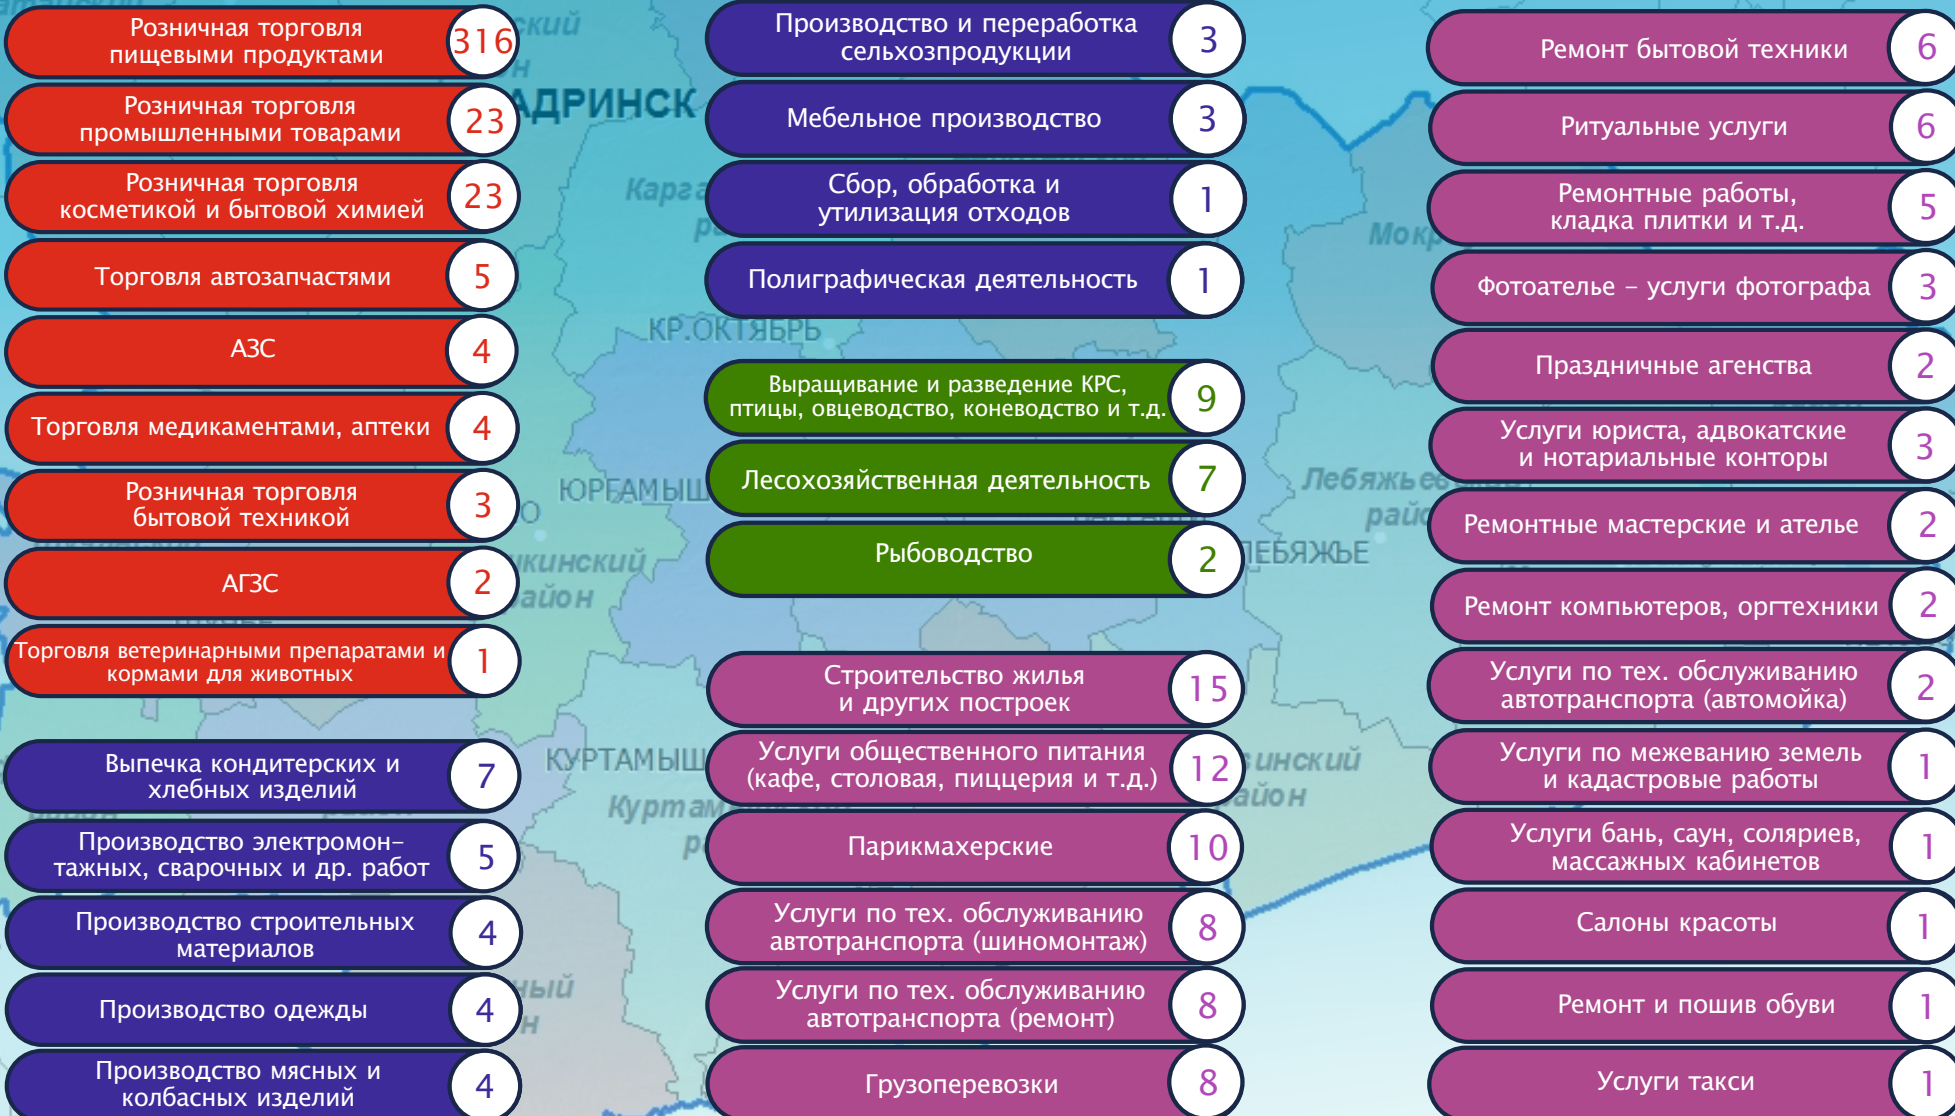 Розничная торговля
пищевыми продуктами
316
Розничная торговля
промышленными товарами
23
Розничная торговля
косметикой и бытовой химией
23
Торговля автозапчастями
5
АЗС
4
Торговля медикаментами, аптеки
4
Розничная торговля
бытовой техникой
3
АГЗС
2
Торговля ветеринарными препаратами и
кормами для животных
1
Выпечка кондитерских и
хлебных изделий
7
Производство электромон-
тажных, сварочных и др. работ
5
Производство строительных
материалов
4
Производство одежды
4
Производство мясных и
колбасных изделий
4
Производство и переработка
сельхозпродукции
3
Мебельное производство
3
Сбор, обработка и
утилизация отходов
1
Полиграфическая деятельность
1
Выращивание и разведение КРС,
птицы, овцеводство, коневодство и т.д.
9
Лесохозяйственная деятельность
7
Рыбоводство
2
Строительство жилья
и других построек
15
Услуги общественного питания
(кафе, столовая, пиццерия и т.д.)
12
Парикмахерские
10
Услуги по тех. обслуживанию
автотранспорта (шиномонтаж)
8
Услуги по тех. обслуживанию
автотранспорта (ремонт)
8
Грузоперевозки
8
Ремонт бытовой техники
6
Ритуальные услуги
6
Ремонтные работы,
кладка плитки и т.д.
5
Фотоателье - услуги фотографа
3
Праздничные агенства
2
Услуги юриста, адвокатские
и нотариальные конторы
3
Ремонтные мастерские и ателье
2
Ремонт компьютеров, оргтехники
2
Услуги по тех. обслуживанию
автотранспорта (автомойка)
2
Услуги по межеванию земель
и кадастровые работы
1
Услуги бань, саун, соляриев,
массажных кабинетов
1
Салоны красоты
1
Ремонт и пошив обуви
1
Услуги такси
1
АДРИНСК
КР.ОКТЯБРЬ
ЮРГАМЫШ
КУРТАМЫШ
ЛЕБЯЖЬЕ